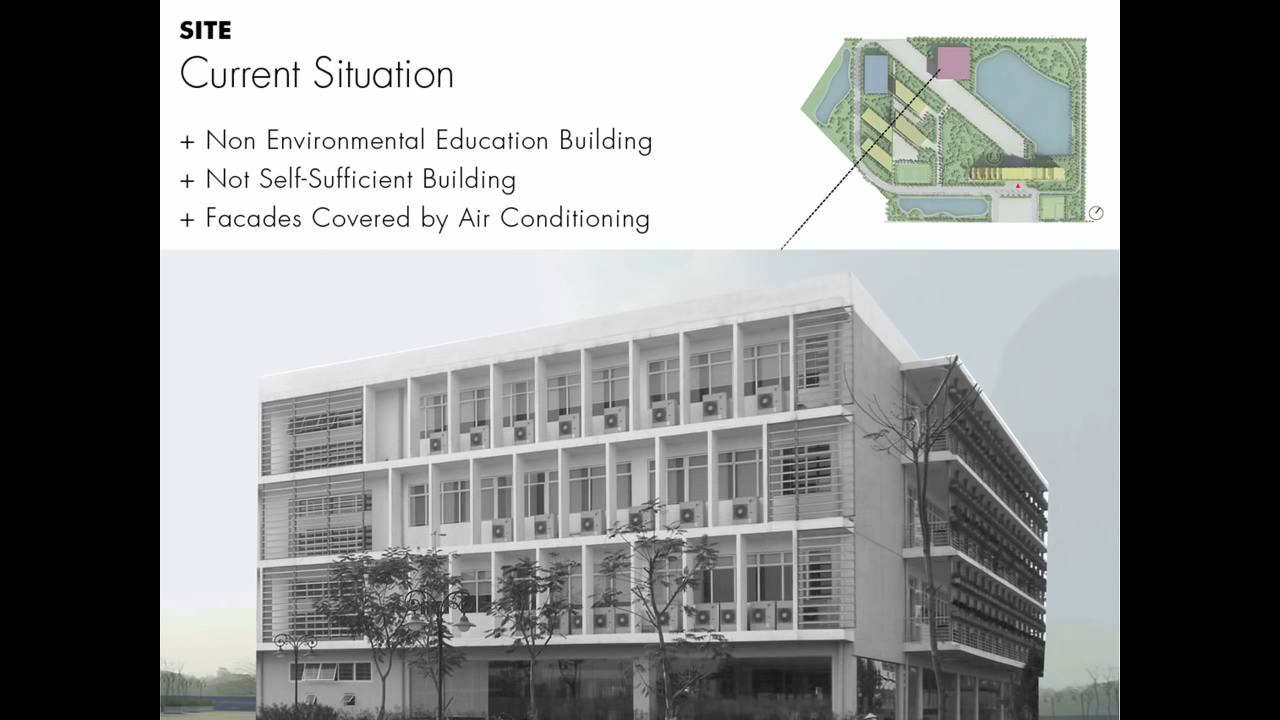 SITE
Current Situation
+ Non Environmental Education Building
+ Not Self-Sufficient Building
+ Facades Covered by Air Conditioning